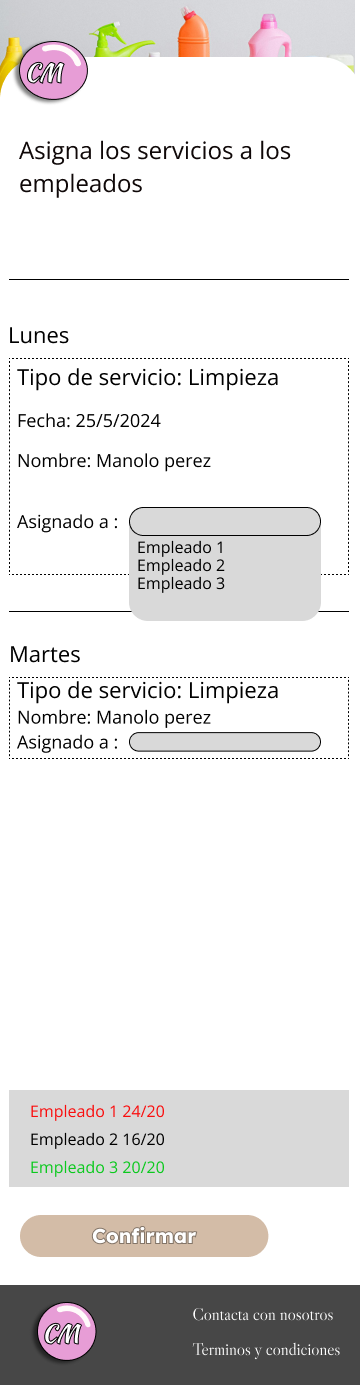 CM
Asigna los servicios a los
empleados
Lunes
Tipo de servicio: Limpieza
Fecha: 25/5/2024
Nombre: Manolo perez
Asignado a :
Empleado 1
Empleado 2
Empleado 3
Martes
Tipo de servicio: Limpieza
Nombre: Manolo perez
Asignado a :
Empleado 1 24/20
Empleado 2 16/20
Empleado 3 20/20
Confirmar
CM
Contacta con nosotros
Terminos y condiciones